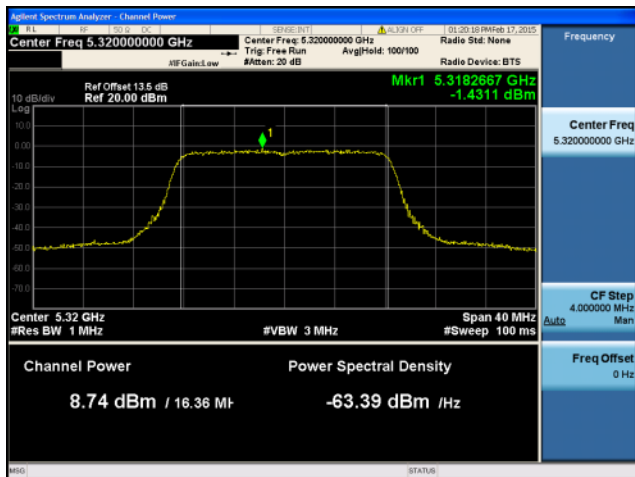 Agilent Spectrum Analyzer - Channel Power
RL RF 50 Ω DC SENSE:INT ALIGN OFF 01:20:18 PM Feb 17, 2015
Center Freq 5.320000000 GHz
Center Freq: 5.320000000 GHz Radio Std: None
Trig: Free Run Avg|Hold: 100/100
#IFGain:Low #Atten: 20 dB Radio Device: BTS
Frequency
Ref Offset 13.5 dB
Mkr1 5.3182667 GHz
10 dB/div Ref 20.00 dBm -1.4311 dBm
Log
10.0
0.00
-10.0
-20.0
-30.0
-40.0
-50.0
-60.0
-70.0
1
Center 5.32 GHz Span 40 MHz
#Res BW 1 MHz #VBW 3 MHz #Sweep 100 ms
Channel Power Power Spectral Density
8.74 dBm / 16.36 MH -63.39 dBm /Hz
Center Freq
5.320000000 GHz
CF Step
4.000000 MHz
Auto Man
Freq Offset
0 Hz
MSG STATUS